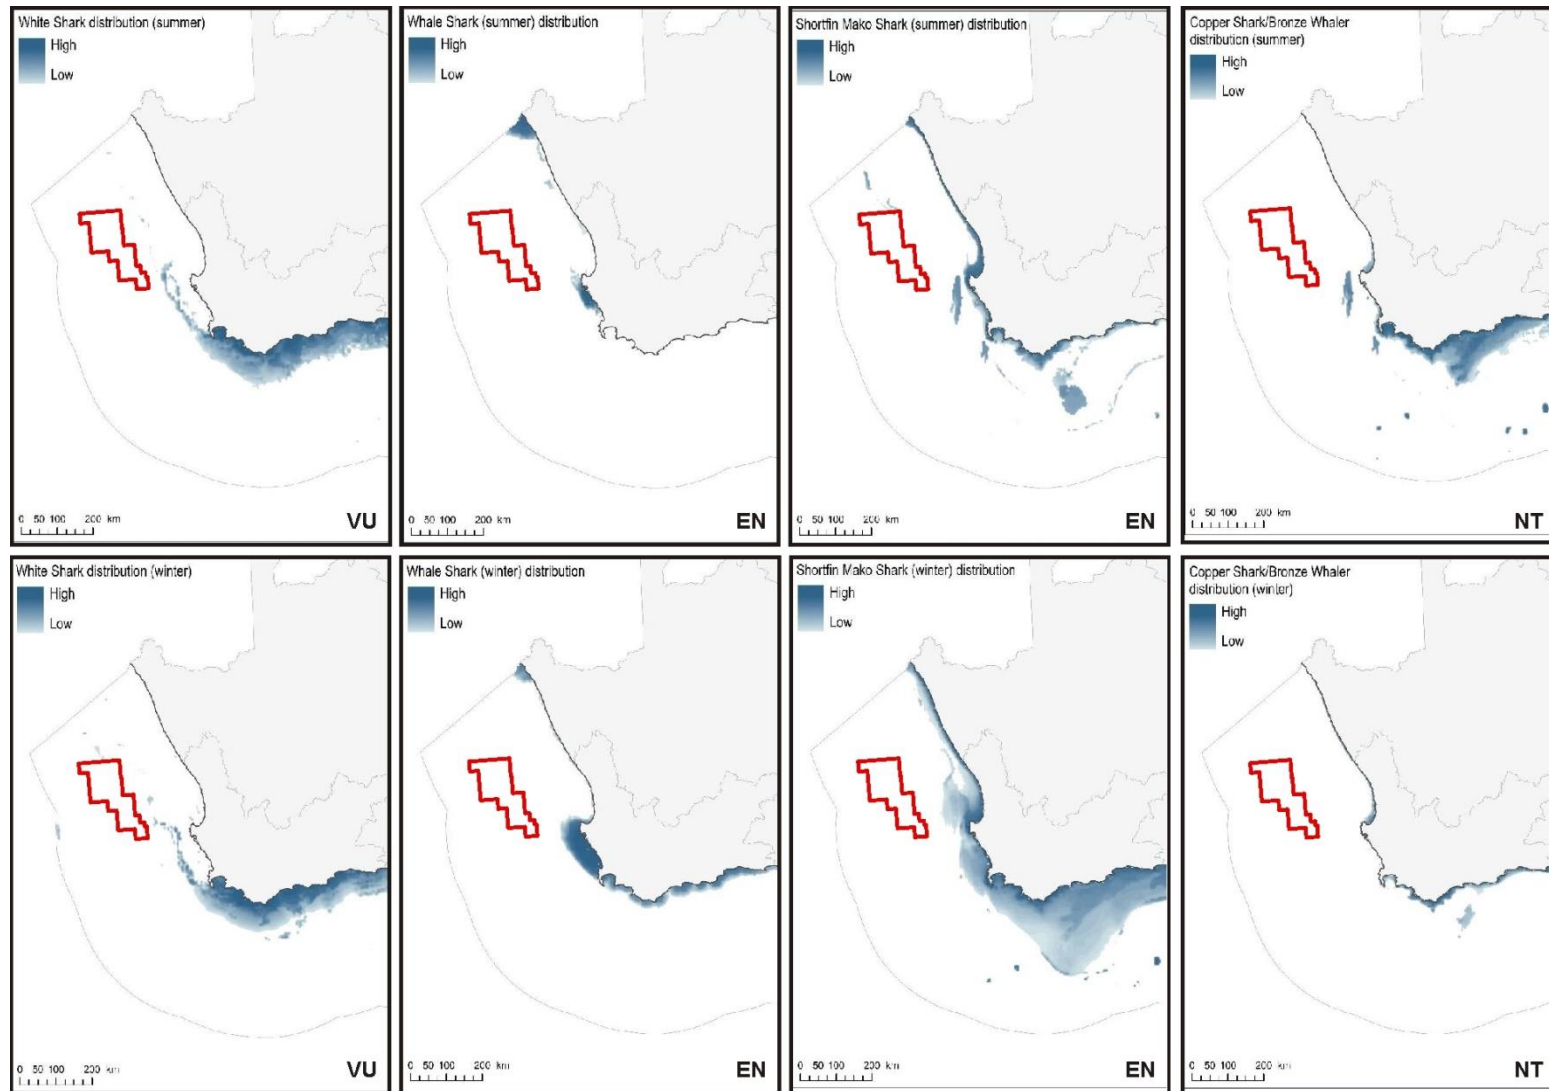 White Shark distribution (summer)
High
Low
0 50 100 200 km
VU
Whale Shark (summer) distribution
High
Low
0 50 100 200 km
EN
Shortfin Mako Shark (summer) distribution
High
Low
0 50 100 200 km
EN
Copper Shark/Bronze Whaler
distribution (summer)
High
Low
0 50 100 200 km
NT
White Shark distribution (winter)
High
Low
0 50 100 200 km
VU
Whale Shark (winter) distribution
High
Low
0 50 100 200 km
EN
Shortfin Mako Shark (winter) distribution
High
Low
0 50 100 200 km
EN
Copper Shark/Bronze Whaler
distribution (winter)
High
Low
0 50 100 200 km
NT